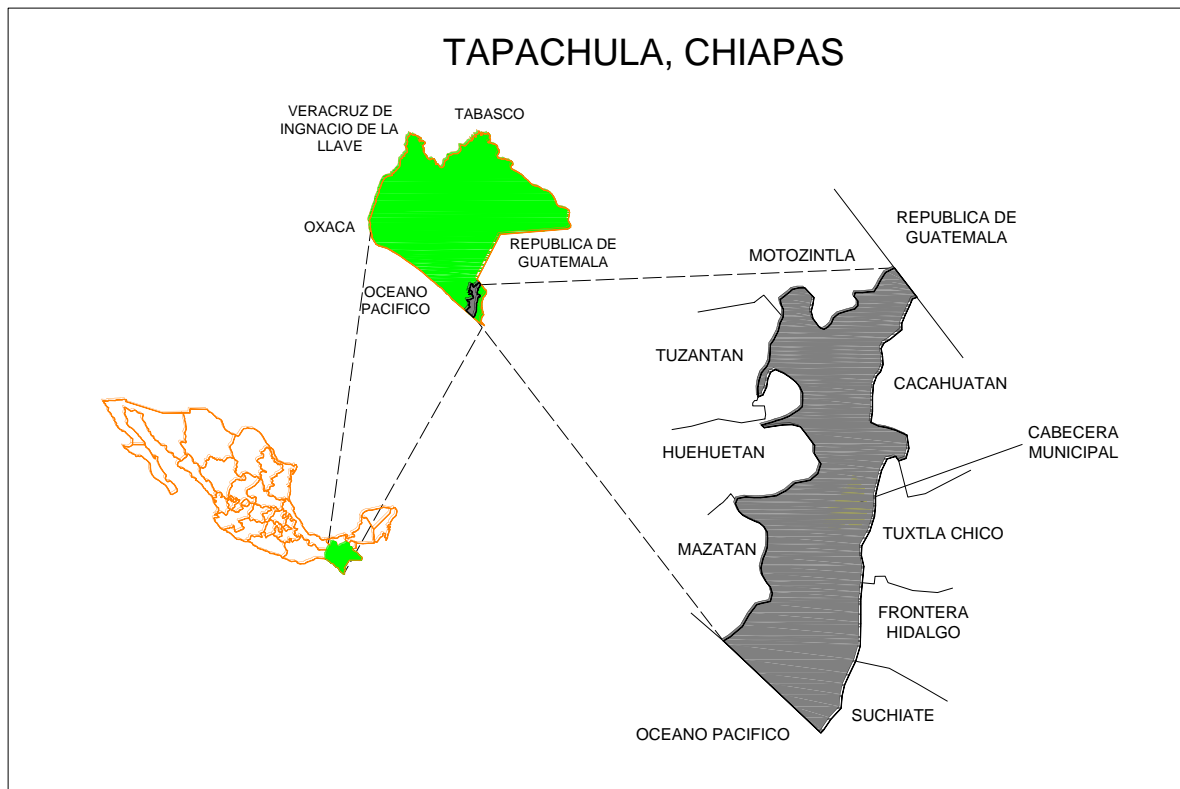 TAPACHULA, CHIAPAS
VERACRUZ DE
INGNACIO DE LA
LLAVE
TABASCO
OXACA
REPUBLICA DE
GUATEMALA
OCEANO
PACIFICO
REPUBLICA DE
GUATEMALA
MOTOZINTLA
TUZANTAN
CACAHUATAN
HUEHUETAN
CABECERA
MUNICIPAL
MAZATAN
TUXTLA CHICO
FRONTERA
HIDALGO
SUCHIATE
OCEANO PACIFICO